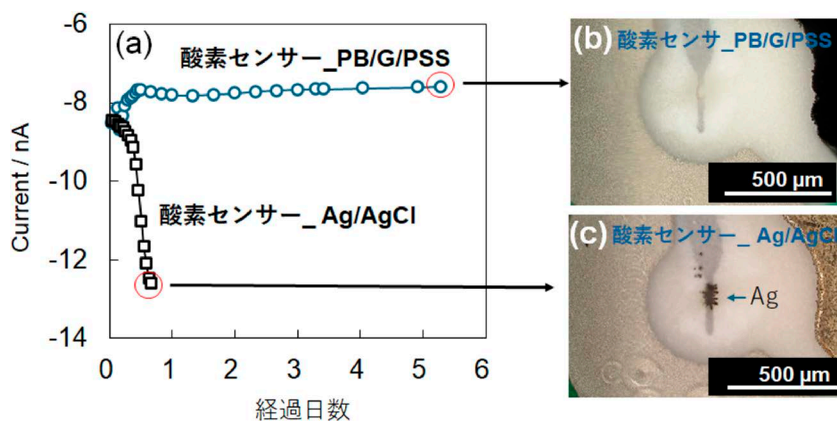 (a)
酸素センサー_PB/G/PSS
酸素センサー_ Ag/AgCl
Current / nA
-6
-8
-10
-12
-14
0 1 2 3 4 5 6
経過日数
(b) 酸素センサ_PB/G/PSS
500 µm
(c) 酸素センサー_ Ag/AgCl
Ag
500 µm